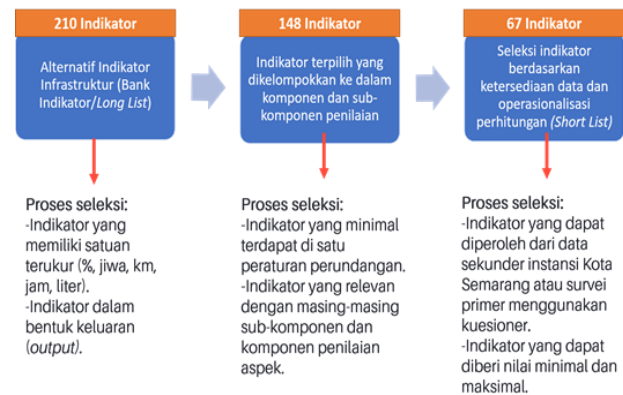 210 Indikator
Alternatif Indikator
Infrastruktur (Bank
Indikator/Long List)
Proses seleksi:
-Indikator yang
memiliki satuan
terukur (%, jiwa, km,
jam, liter).
-Indikator dalam
bentuk keluaran
(output).
148 Indikator
Indikator terpilih yang
dikelompokkan ke dalam
komponen dan sub-
komponen penilaian
Proses seleksi:
-Indikator yang minimal
terdapat di satu
peraturan perundangan.
-Indikator yang relevan
dengan masing-masing
sub-komponen dan
komponen penilaian
aspek.
67 Indikator
Seleksi indikator
berdasarkan
ketersediaan data dan
operasionalisasi
perhitungan (Short List)
Proses seleksi:
-Indikator yang dapat
diperoleh dari data
sekunder instansi Kota
Semarang atau survei
primer menggunakan
kuesioner.
-Indikator yang dapat
diberi nilai minimal dan
maksimal.